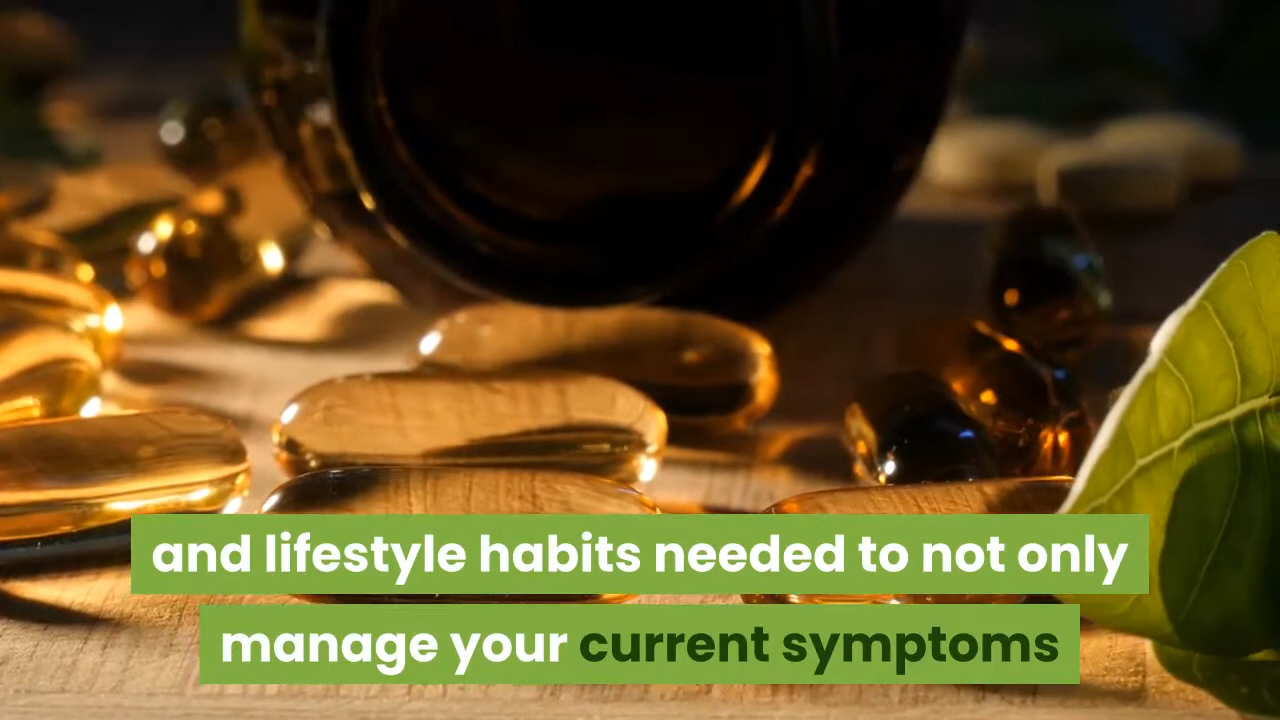 and lifestyle habits needed to not only
manage your current symptoms